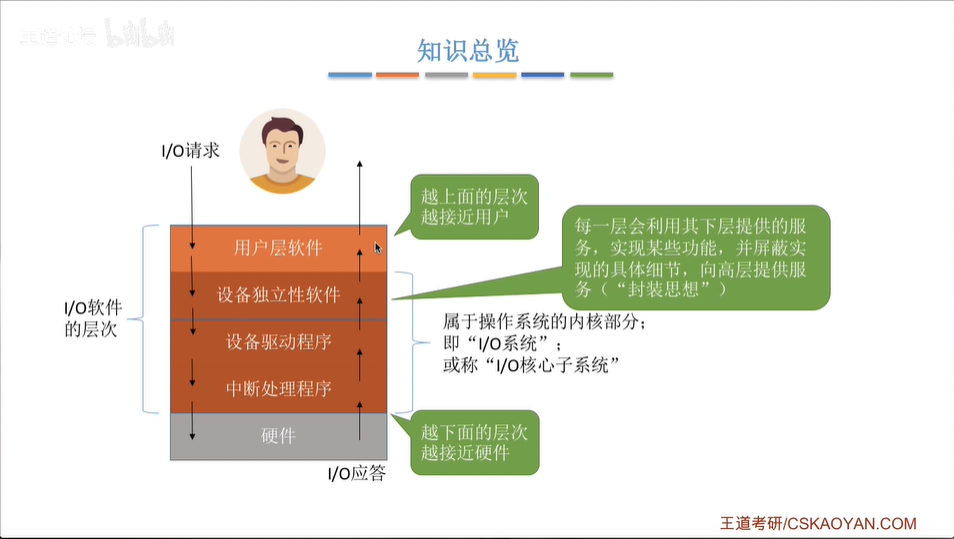 王道考研 bilibili
知识总览
I/O请求
越上面的层次
越接近用户
每一层会利用其下层提供的服
务，实现某些功能，并屏蔽实
现的具体细节，向高层提供服
务（“封装思想”）
用户层软件
设备独立性软件
设备驱动程序
中断处理程序
硬件
I/O软件
的层次
属于操作系统的内核部分；
即“I/O系统”；
或称“I/O核心子系统”
越下面的层次
越接近硬件
I/O应答
王道考研/CSKAOYAN.COM